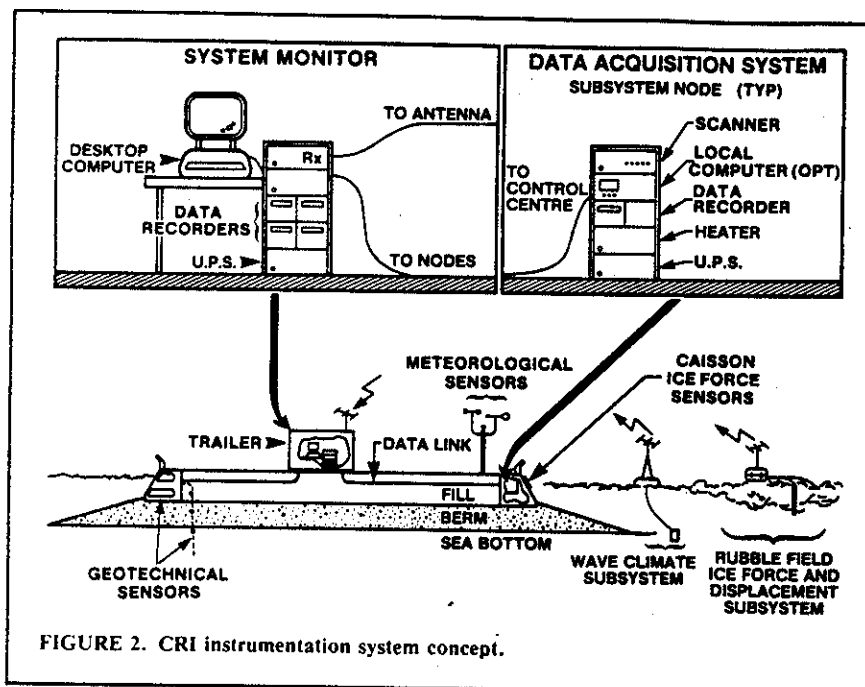 SYSTEM MONITOR
TO ANTENNA
DESKTOP
COMPUTER
Rx
DATA
RECORDERS
U.P.S.
TO NODES
DATA ACQUISITION SYSTEM
SUBSYSTEM NODE (TYP)
SCANNER
LOCAL
COMPUTER (OPT)
TO
CONTROL
CENTRE
DATA
RECORDER
HEATER
U.P.S.
METEOROLOGICAL
SENSORS
CAISSON
ICE FORCE
SENSORS
TRAILER
DATA LINK
FILL
BERM
SEA BOTTOM
GEOTECHNICAL
SENSORS
WAVE CLIMATE
SUBSYSTEM
RUBBLE FIELD
ICE FORCE AND
DISPLACEMENT
SUBSYSTEM
FIGURE 2. CRI instrumentation system concept.